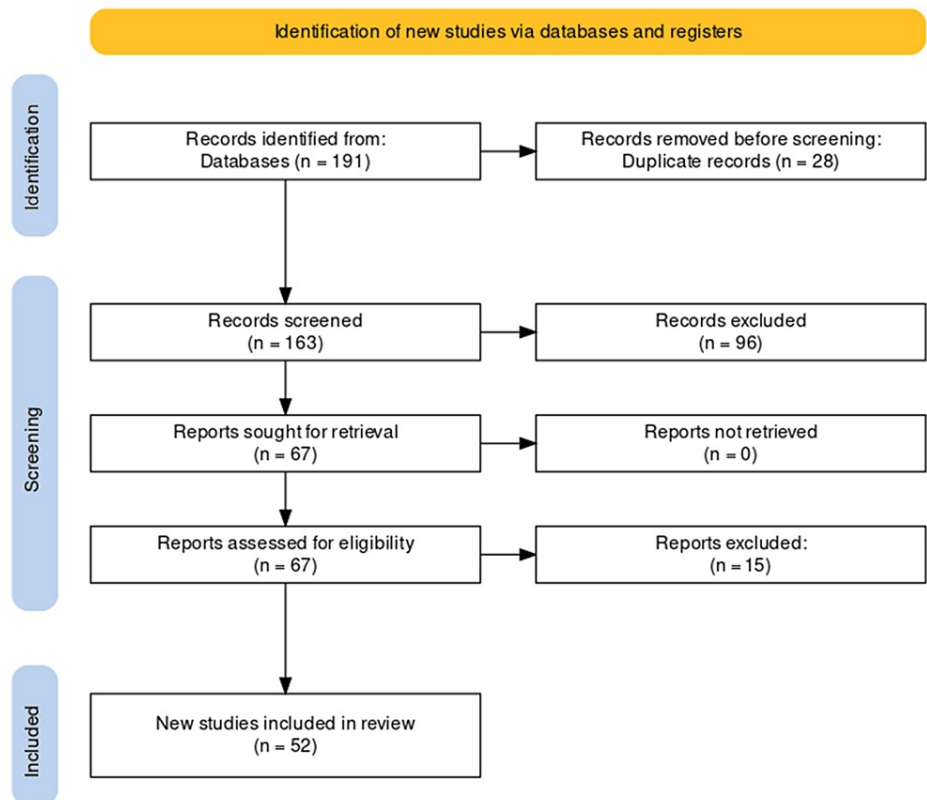 Identification of new studies via databases and registers
Identification
Records identified from:
Databases (n = 191)
Records removed before screening:
Duplicate records (n = 28)
Screening
Records screened
(n = 163)
Records excluded
(n = 96)
Reports sought for retrieval
(n = 67)
Reports not retrieved
(n = 0)
Reports assessed for eligibility
(n = 67)
Reports excluded:
(n = 15)
Included
New studies included in review
(n = 52)